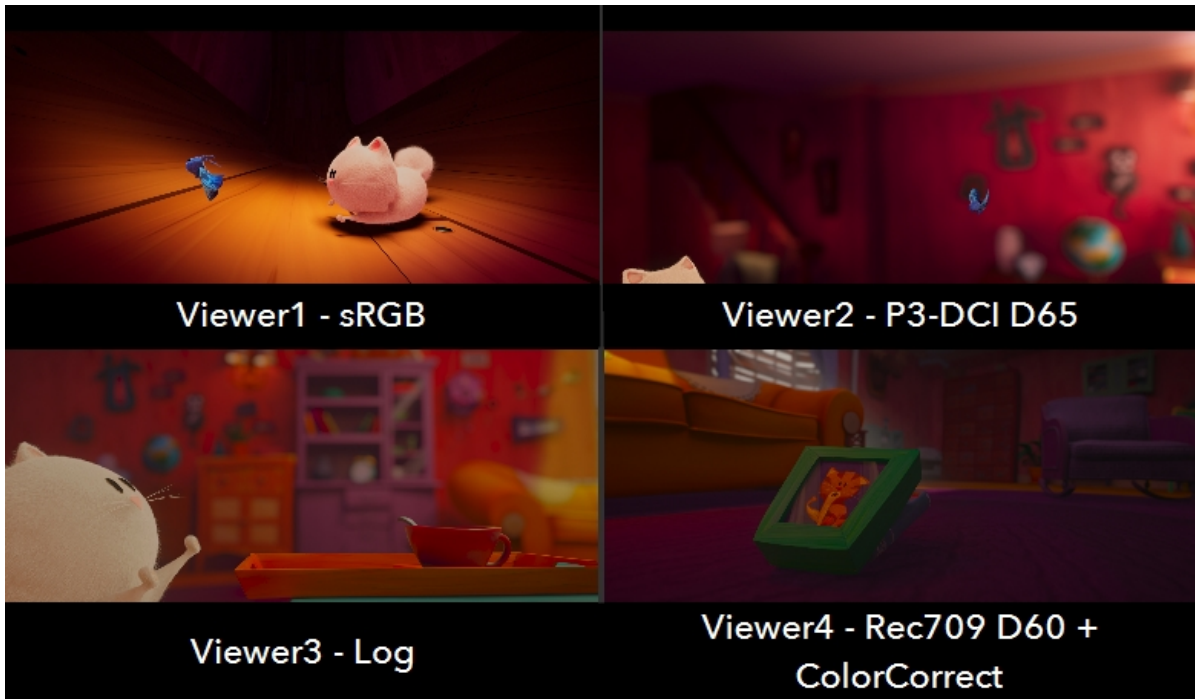 Viewer1 - sRGB
Viewer2 - P3-DCI D65
Viewer3 - Log
Viewer4 - Rec709 D60 +
ColorCorrect